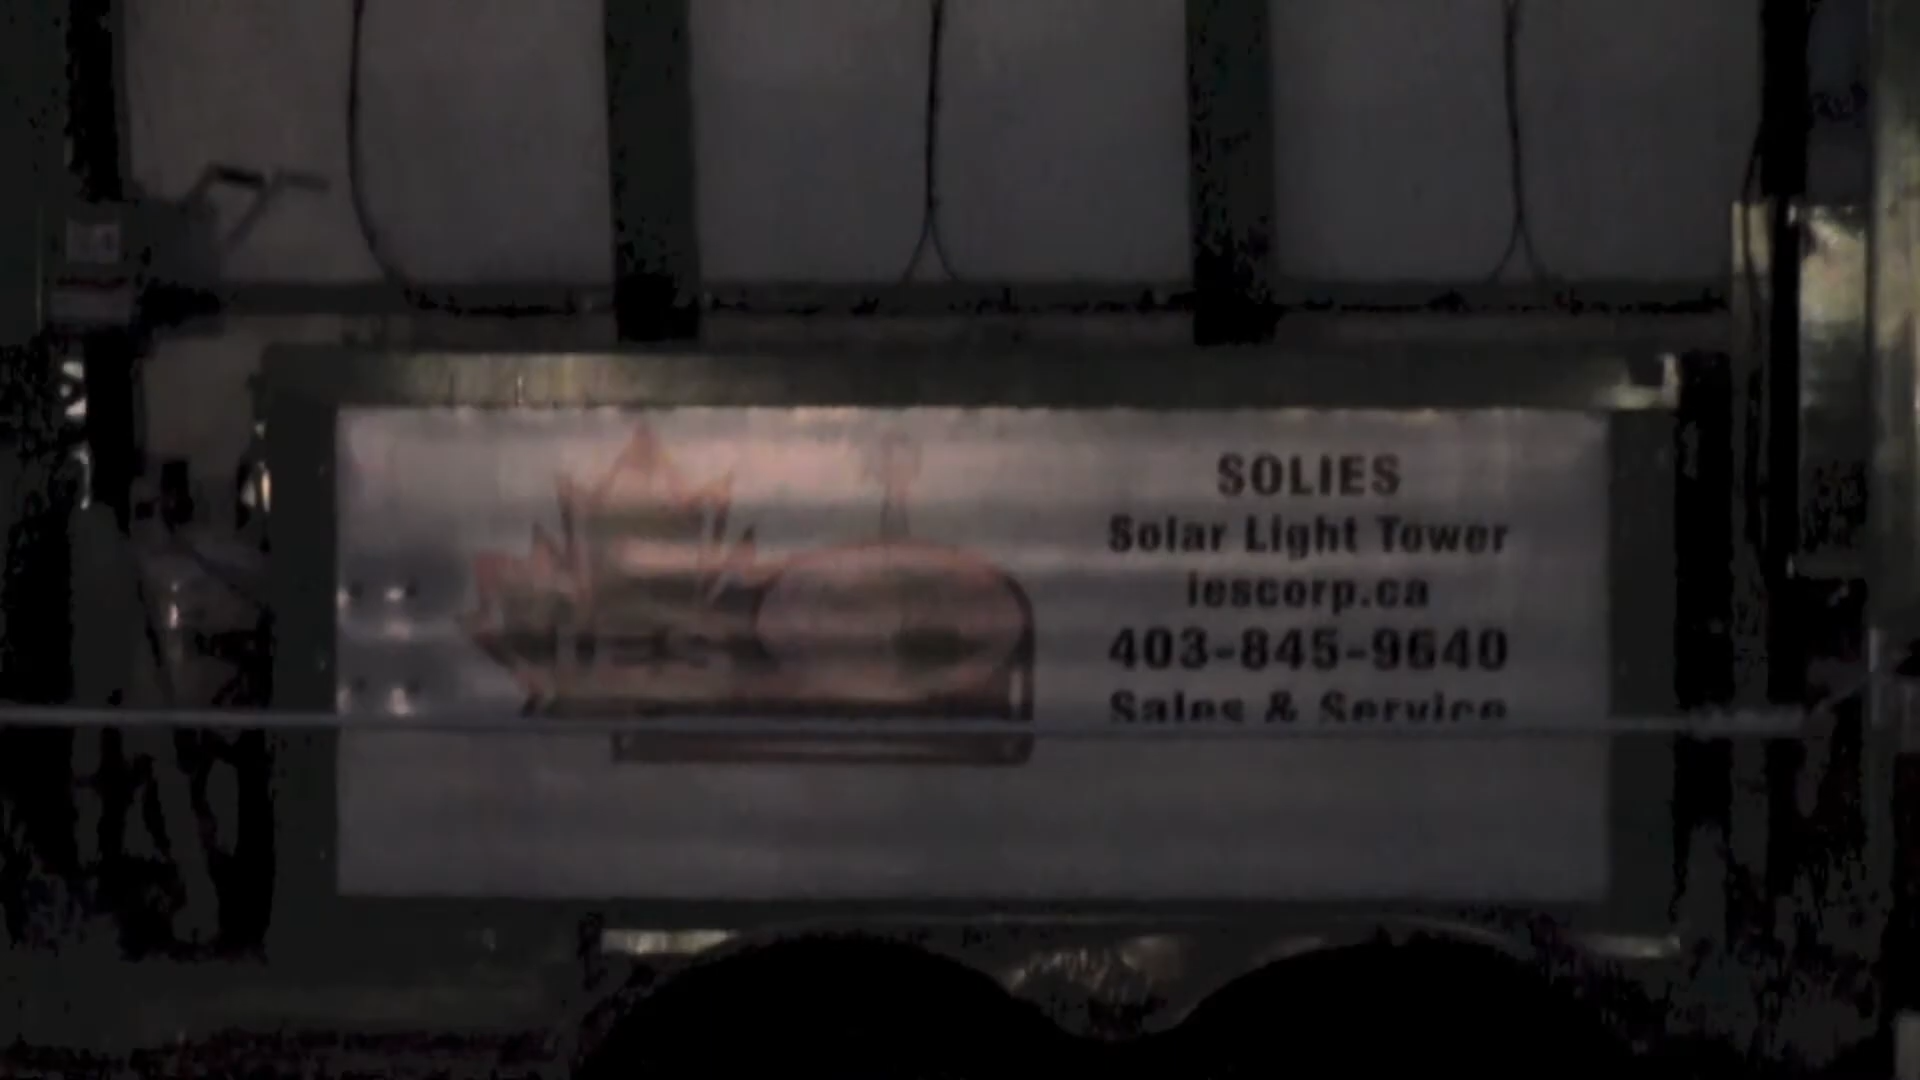 SOLIES
Solar Light Tower
iescorp.ca
403-845-9640
Sales & Service